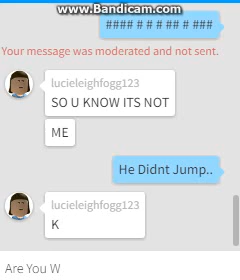 www.Bandicam.com
#### # # # ## # ###
Your message was moderated and not sent.
lucieleighfogg123
SO U KNOW ITS NOT
ME
He Didnt Jump..
lucieleighfogg123
K
Are You W